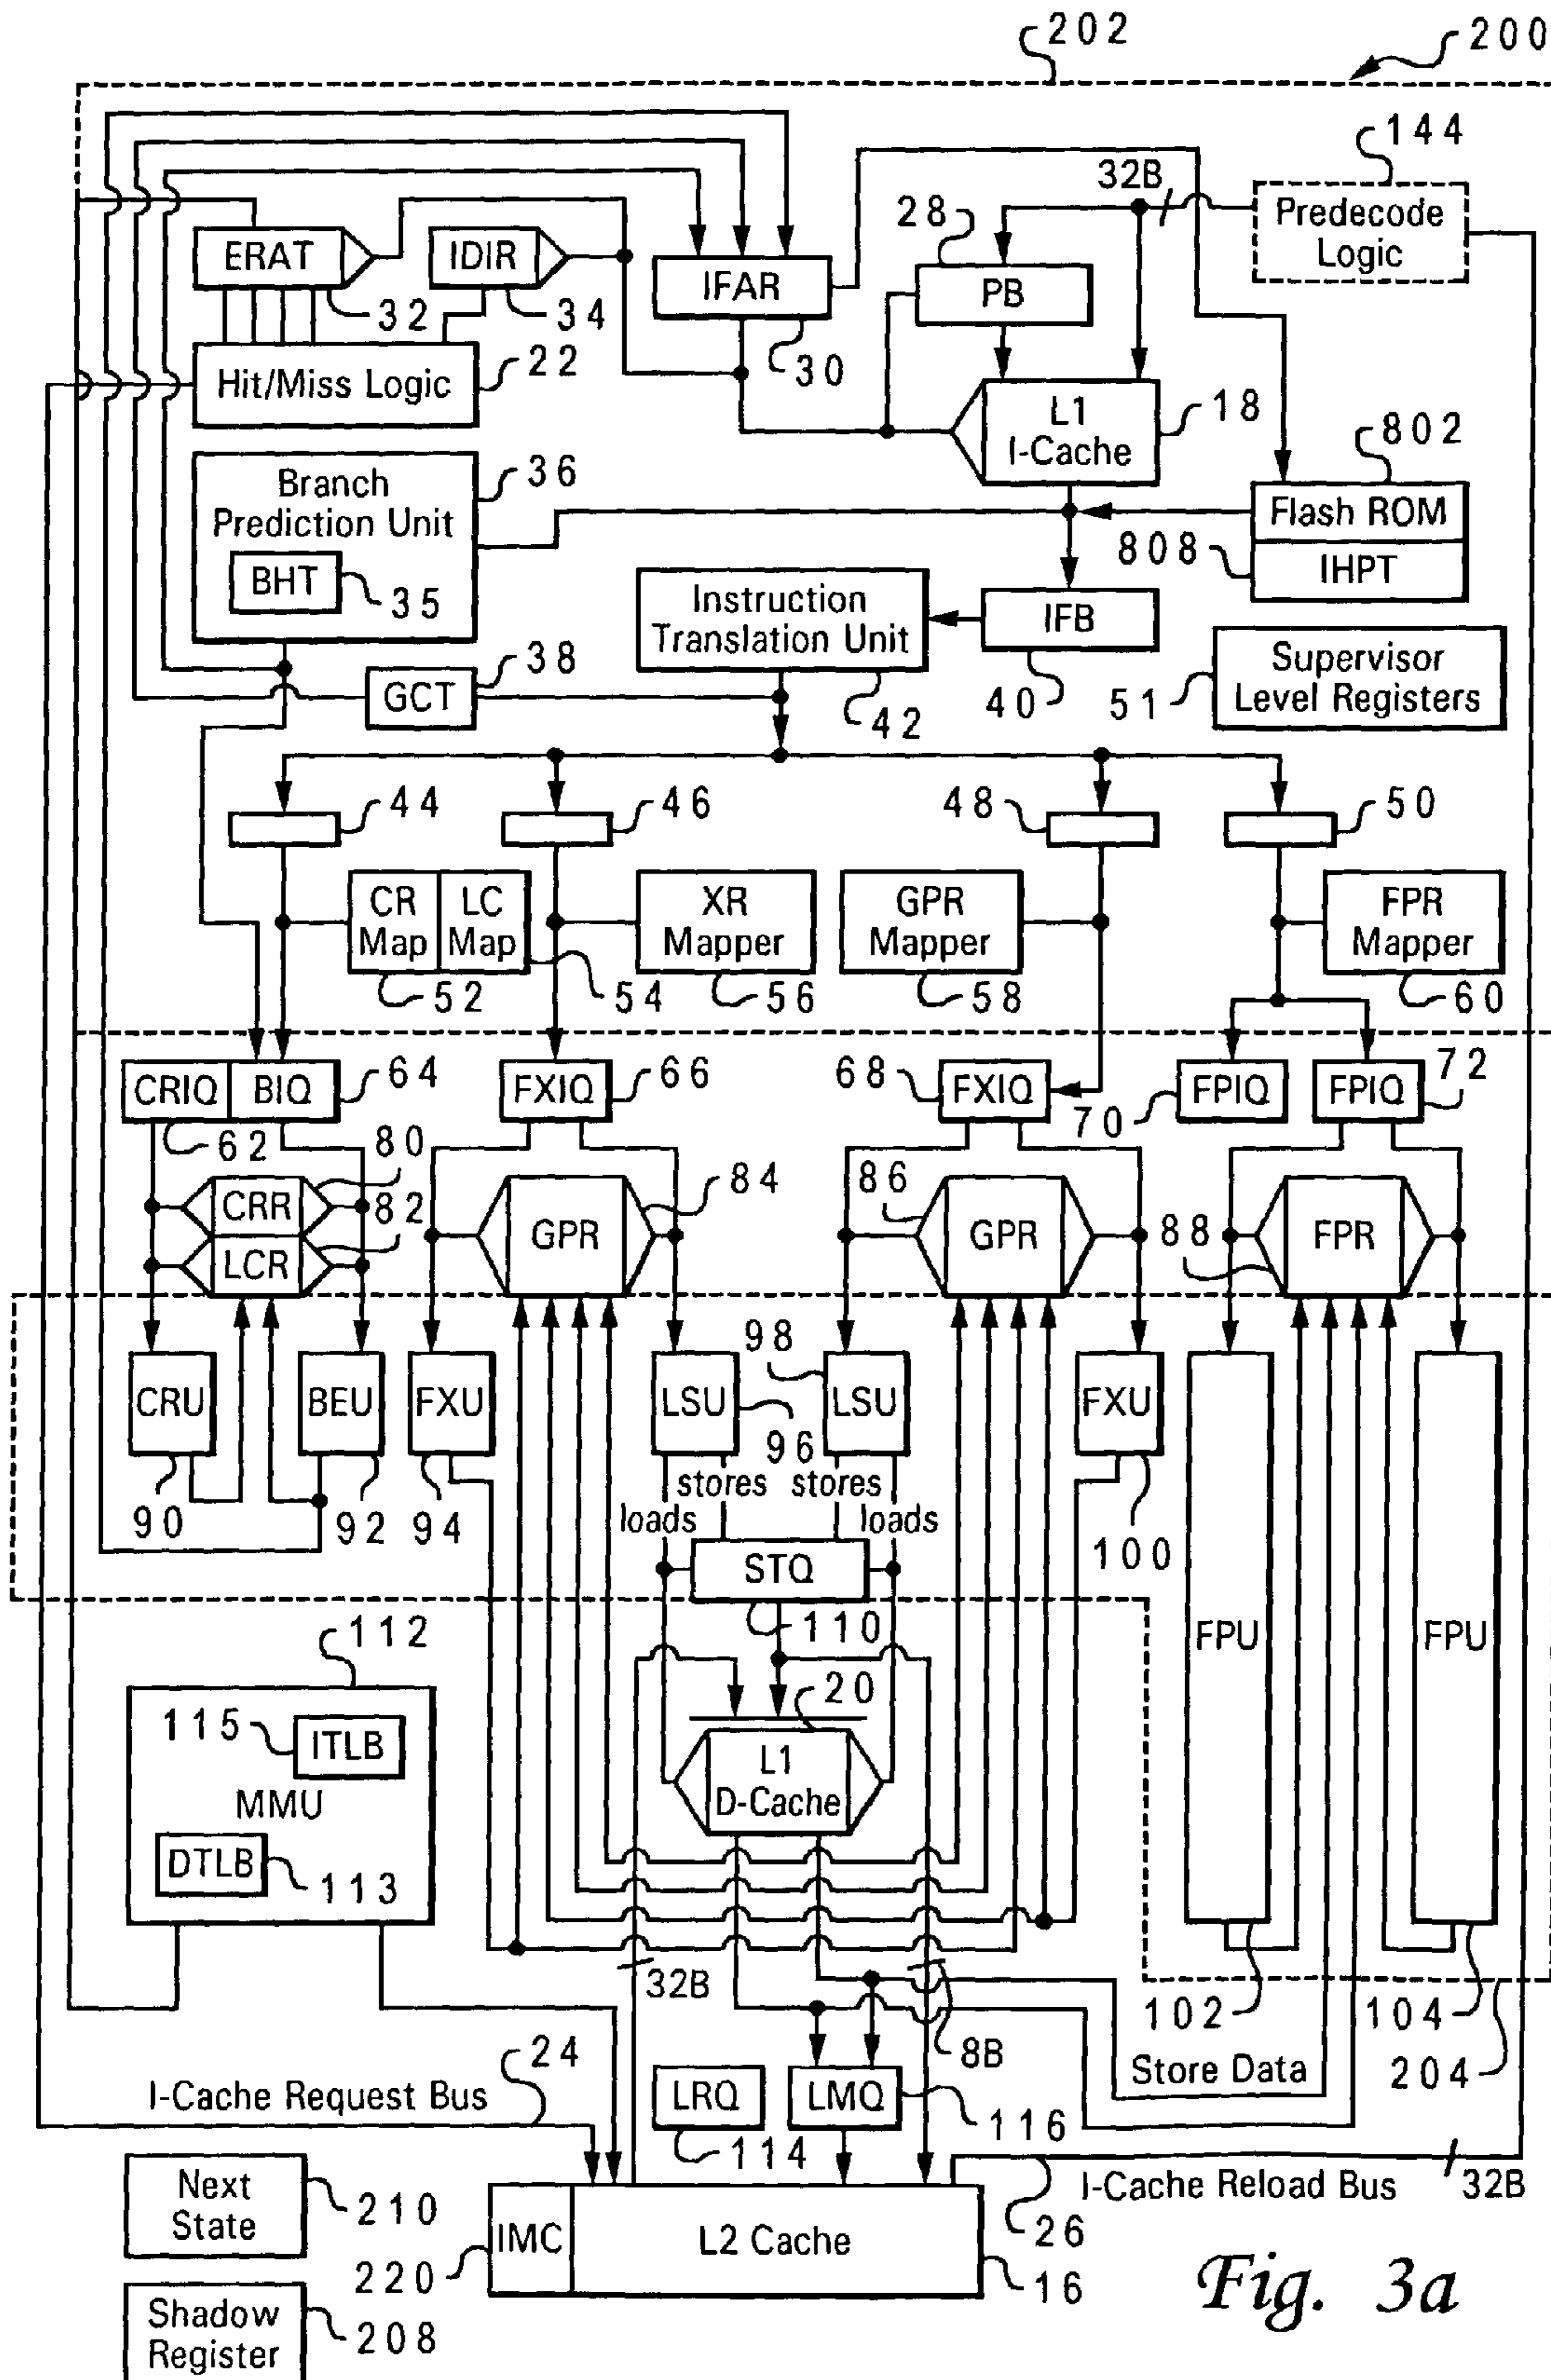 202
200
144
32B
Predecode
Logic
28
ERAT
IDIR
IFAR
PB
32
34
30
Hit/Miss Logic
22
L1
I-Cache
18
802
Branch
Prediction Unit
36
BHT
35
Flash ROM
808
IHPT
Instruction
Translation Unit
IFB
38
GCT
42
40
51
Supervisor
Level Registers
44
46
48
50
CR
Map
LC
Map
XR
Mapper
GPR
Mapper
FPR
Mapper
52
54
56
58
60
CRIQ
BIQ
64
FXIQ
66
68
FXIQ
70
FPIQ
FPIQ
72
62
80
CRR
82
LCR
GPR
84
86
GPR
88
FPR
98
CRU
BEU
FXU
LSU
LSU
FXU
96
90
92
94
stores
stores
loads
loads
100
STQ
110
FPU
FPU
112
115
ITLB
MMU
DTLB
113
20
L1
D-Cache
32B
8B
102
104
204
Store Data
24
I-Cache Request Bus
LRQ
114
LMQ
116
I-Cache Reload Bus
32B
26
Next
State
210
IMC
L2 Cache
220
16
Shadow
Register
208
Fig. 3a